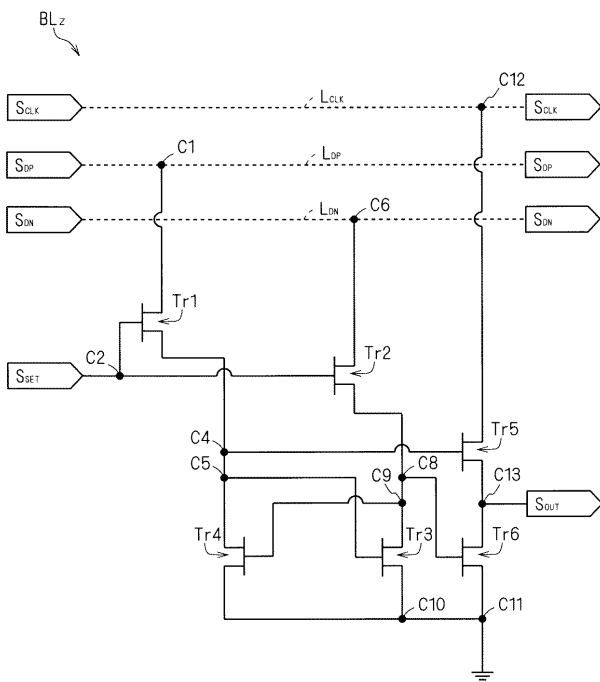 BLz
C12
SCLK
LCLK
SCLK
C1
SDP
LDP
SDP
C6
SDN
LDN
SDN
Tr1
C2
Tr2
SSET
C4
Tr5
C5
C9
C8
C13
SOUT
Tr4
Tr3
Tr6
C10
C11